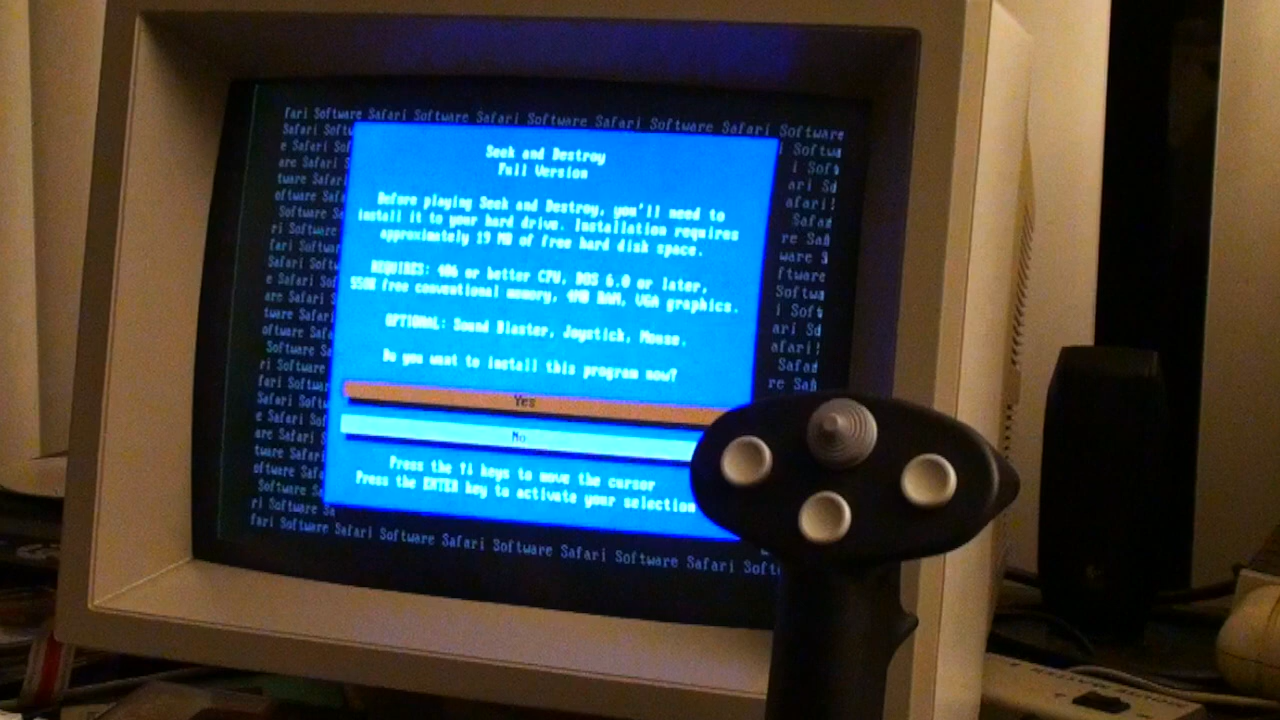 fari Software Safari Software Safari Software Safari Software Safari Software
Seek and Destroy
Full Version
Before playing Seek and Destroy, you'll need to
install it to your hard drive. Installation requires
approximately 19 MB of free hard disk space.
REQUIRES: 486 or better CPU, DOS 6.0 or later,
550K free conventional memory, 4MB RAM, VGA graphics.
OPTIONAL: Sound Blaster, Joystick, Mouse.
Do you want to install this program now?
Yes
No
Press the ↑↓ keys to move the cursor
Press the ENTER key to activate your selection
fari Software Safari Software Safari Software Safari Software Safari Soft